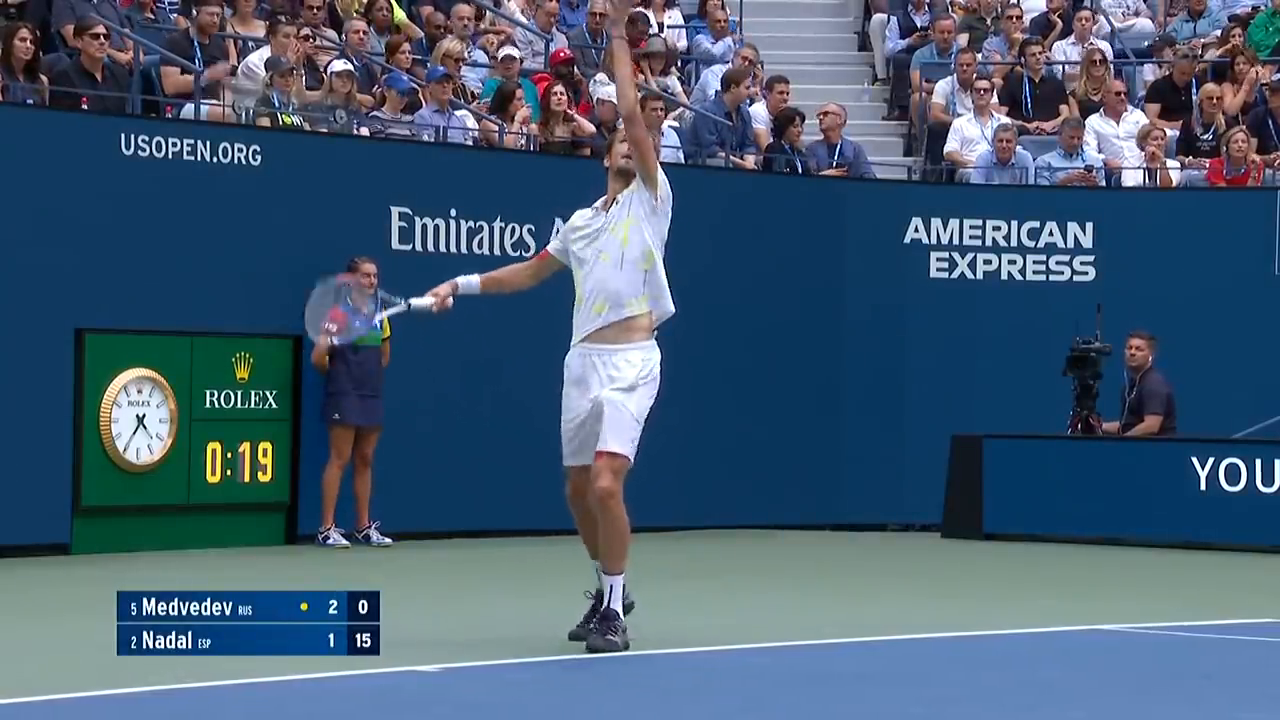 USOPEN.ORG
Emirates
AMERICAN
EXPRESS
ROLEX
ROLEX
0:19
YOU
5 Medvedev RUS 2 0
2 Nadal ESP 1 15